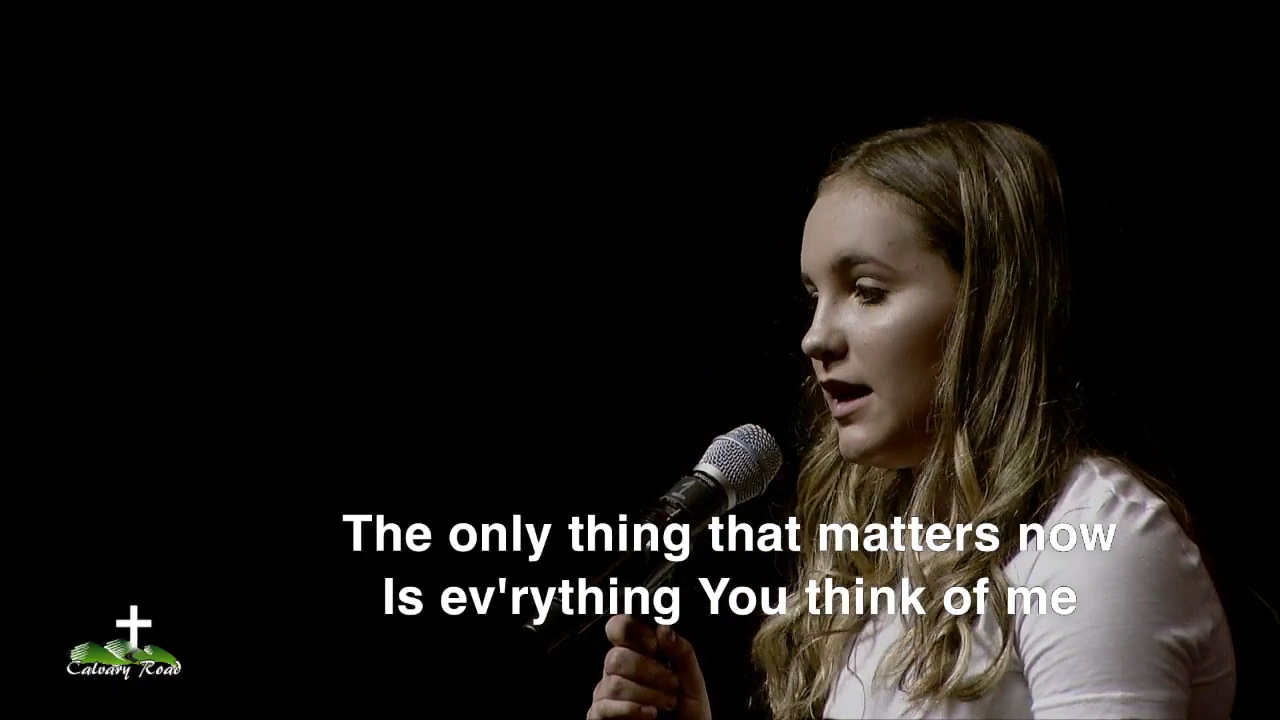 The only thing that matters now
Is ev'rything You think of me
Calvary Road